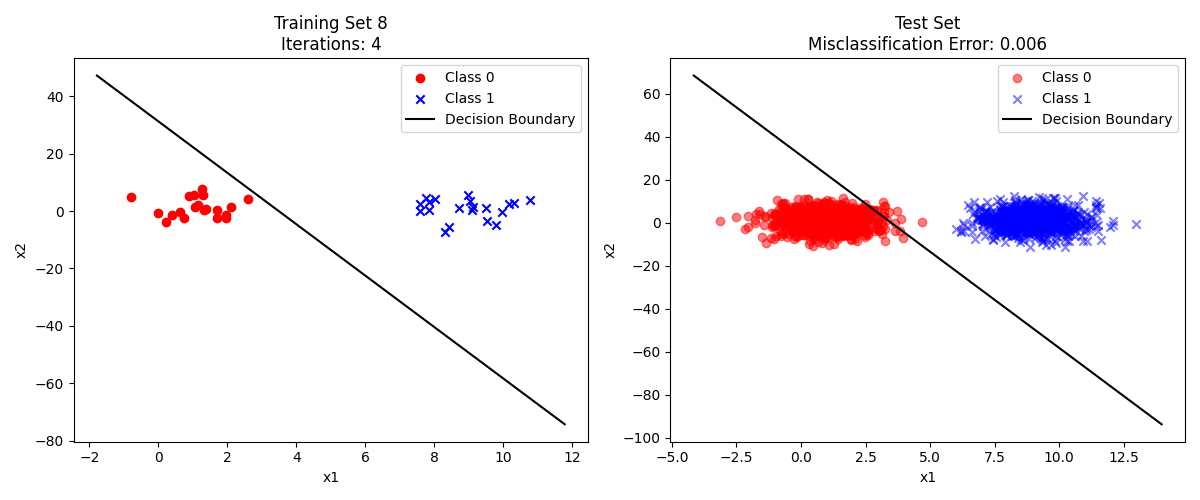 Training Set 8
Iterations: 4
Class 0
Class 1
Decision Boundary
40
20
0
−20
−40
−60
−80
x2
−2
0
2
4
6
8
10
12
x1
Test Set
Misclassification Error: 0.006
Class 0
Class 1
Decision Boundary
60
40
20
0
−20
−40
−60
−80
−100
x2
−5.0
−2.5
0.0
2.5
5.0
7.5
10.0
12.5
x1